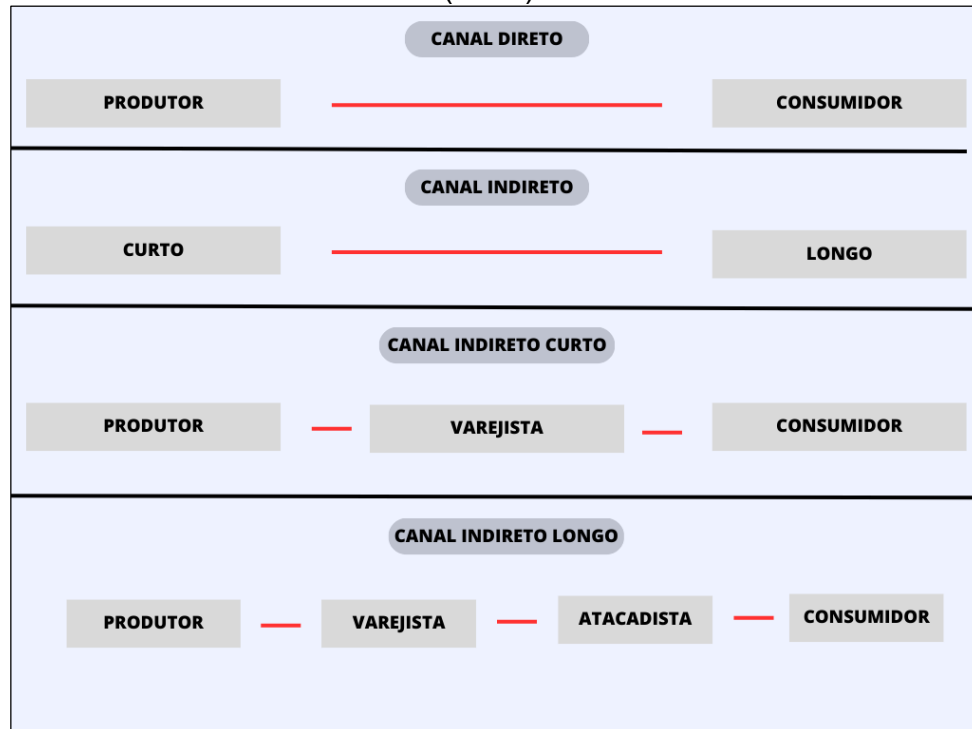 CANAL DIRETO
PRODUTOR CONSUMIDOR
CANAL INDIRETO
CURTO LONGO
CANAL INDIRETO CURTO
PRODUTOR VAREJISTA CONSUMIDOR
CANAL INDIRETO LONGO
PRODUTOR VAREJISTA ATACADISTA CONSUMIDOR